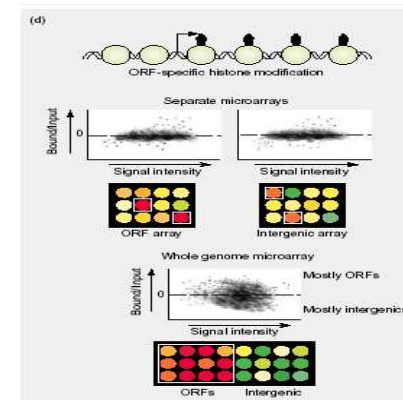 (d)
ORF-specific histone modification
Separate microarrays
Bound/Input
0
Signal intensity
Signal intensity
ORF array
Intergenic array
Whole genome microarray
Bound/Input
0
Mostly ORFs
Mostly intergenics
Signal intensity
ORFs
Intergenic